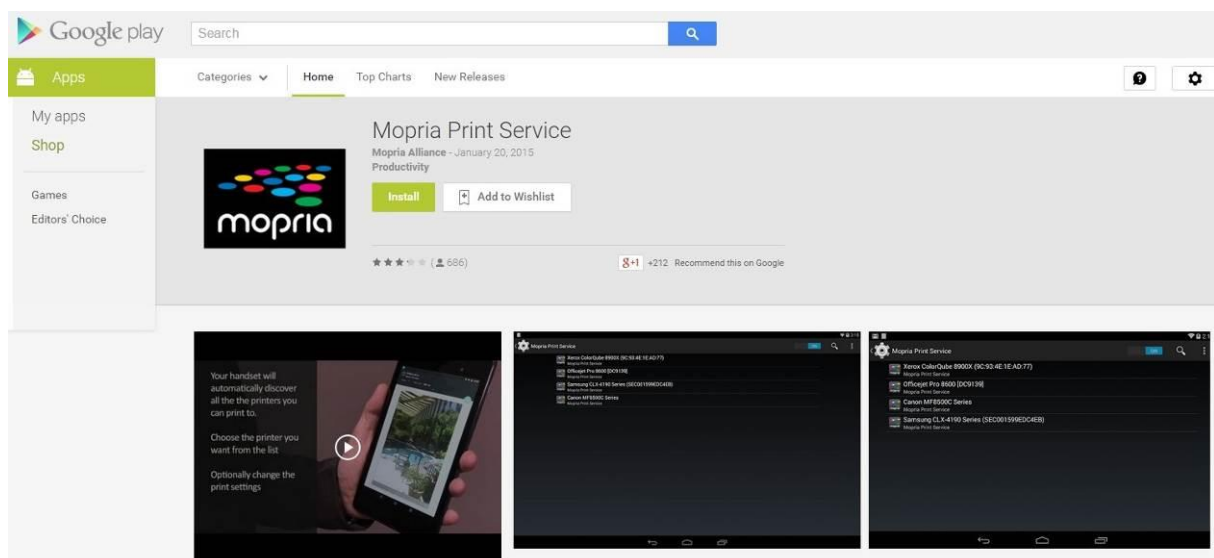 Google play
Search
Apps
Categories
Home
Top Charts
New Releases
My apps
Shop
Games
Editors' Choice
mopria
Mopria Print Service
Mopria Alliance - January 20, 2015
Productivity
Install
Add to Wishlist
(686)
g+1 +212 Recommend this on Google
Your handset will
automatically discover
all the the printers you
can print to.
Choose the printer you
want from the list
Optionally change the
print settings
Mopria Print Service
Xerox ColorQube 8900X (9C:93:4E:1E:AD:77)
Mopria Print Service
Officejet Pro 8600 [DC9139]
Mopria Print Service
Samsung CLX-4190 Series (SEC001599EDC4EB)
Mopria Print Service
Canon MF8500C Series
Mopria Print Service
Mopria Print Service
Xerox ColorQube 8900X (9C:93:4E:1E:AD:77)
Mopria Print Service
Officejet Pro 8600 [DC9139]
Mopria Print Service
Canon MF8500C Series
Mopria Print Service
Samsung CLX-4190 Series (SEC001599EDC4EB)
Mopria Print Service